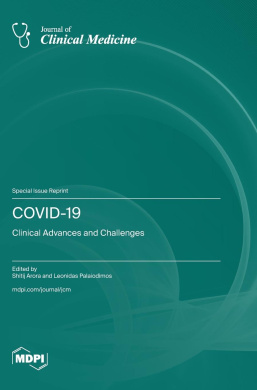 Journal of
Clinical Medicine
Special Issue Reprint
COVID-19
Clinical Advances and Challenges
Edited by
Shitij Arora and Leonidas Palaiodimos
mdpi.com/journal/jcm
MDPI